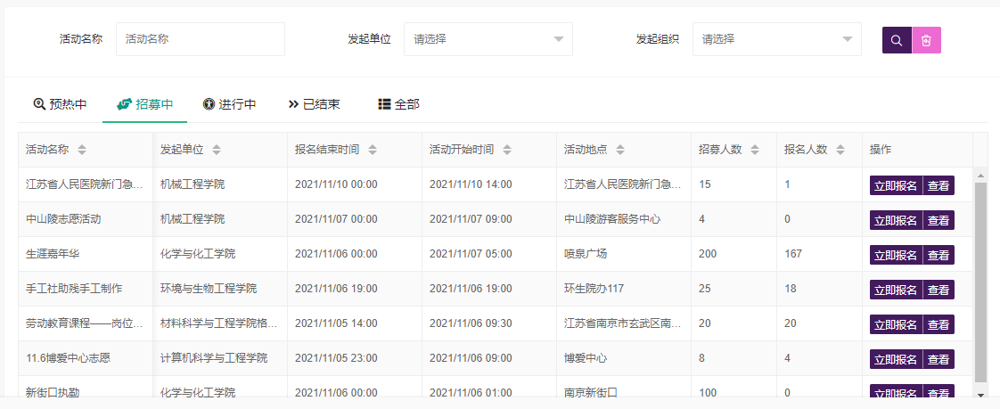 活动名称 活动名称 发起单位 请选择 发起组织 请选择
预热中 招募中 进行中 已结束 全部
活动名称 发起单位 报名结束时间 活动开始时间 活动地点 招募人数 报名人数 操作
江苏省人民医院新门急... 机械工程学院 2021/11/10 00:00 2021/11/10 14:00 江苏省人民医院新门急... 15 1 立即报名 查看
中山陵志愿活动 机械工程学院 2021/11/07 00:00 2021/11/07 09:00 中山陵游客服务中心 4 0 立即报名 查看
生涯嘉年华 化学与化工学院 2021/11/06 00:00 2021/11/07 05:00 喷泉广场 200 167 立即报名 查看
手工社助残手工制作 环境与生物工程学院 2021/11/06 19:00 2021/11/06 19:00 环生院办117 25 18 立即报名 查看
劳动教育课程——岗位... 材料科学与工程学院格... 2021/11/05 14:00 2021/11/06 09:30 江苏省南京市玄武区南... 20 20 立即报名 查看
11.6博爱中心志愿 计算机科学与工程学院 2021/11/05 23:00 2021/11/06 09:00 博爱中心 8 4 立即报名 查看
新街口执勤 化学与化工学院 2021/11/06 00:00 2021/11/06 01:00 南京新街口 100 0 立即报名 查看